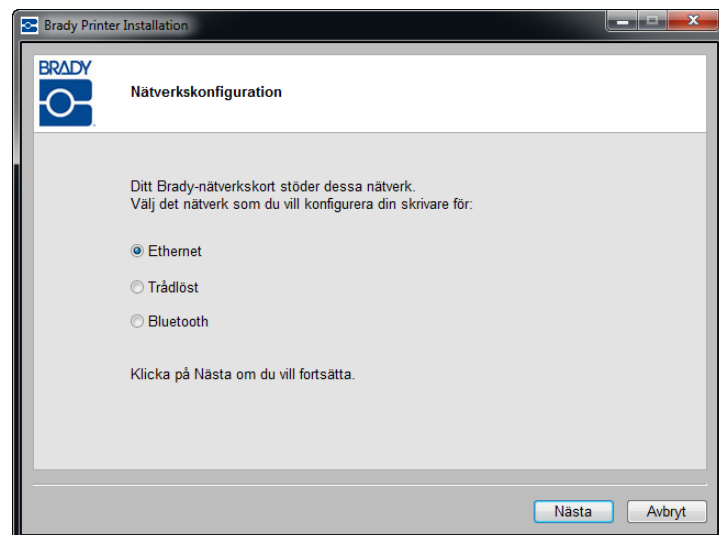 Brady Printer Installation
BRADY
Nätverkskonfiguration
Ditt Brady-nätverkskort stöder dessa nätverk.
Välj det nätverk som du vill konfigurera din skrivare för:
Ethernet
Trådlöst
Bluetooth
Klicka på Nästa om du vill fortsätta.
Nästa
Avbryt